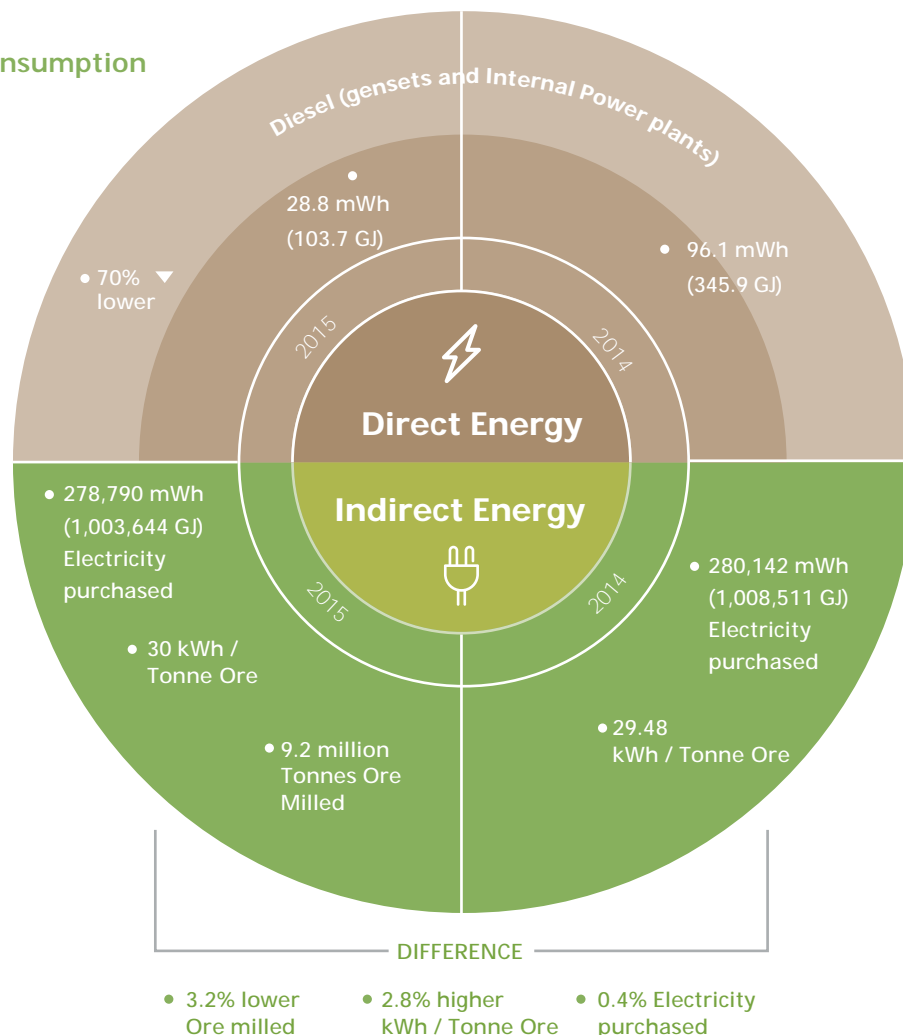 nsumption
Diesel (gensets and Internal Power plants)
28.8 mWh
(103.7 GJ)
96.1 mWh
(345.9 GJ)
70%
lower
2015
2014
Direct Energy
Indirect Energy
2015
2014
278,790 mWh
(1,003,644 GJ)
Electricity
purchased
30 kWh /
Tonne Ore
9.2 million
Tonnes Ore
Milled
280,142 mWh
(1,008,511 GJ)
Electricity
purchased
29.48
kWh / Tonne Ore
DIFFERENCE
3.2% lower
Ore milled
2.8% higher
kWh / Tonne Ore
0.4% Electricity
purchased